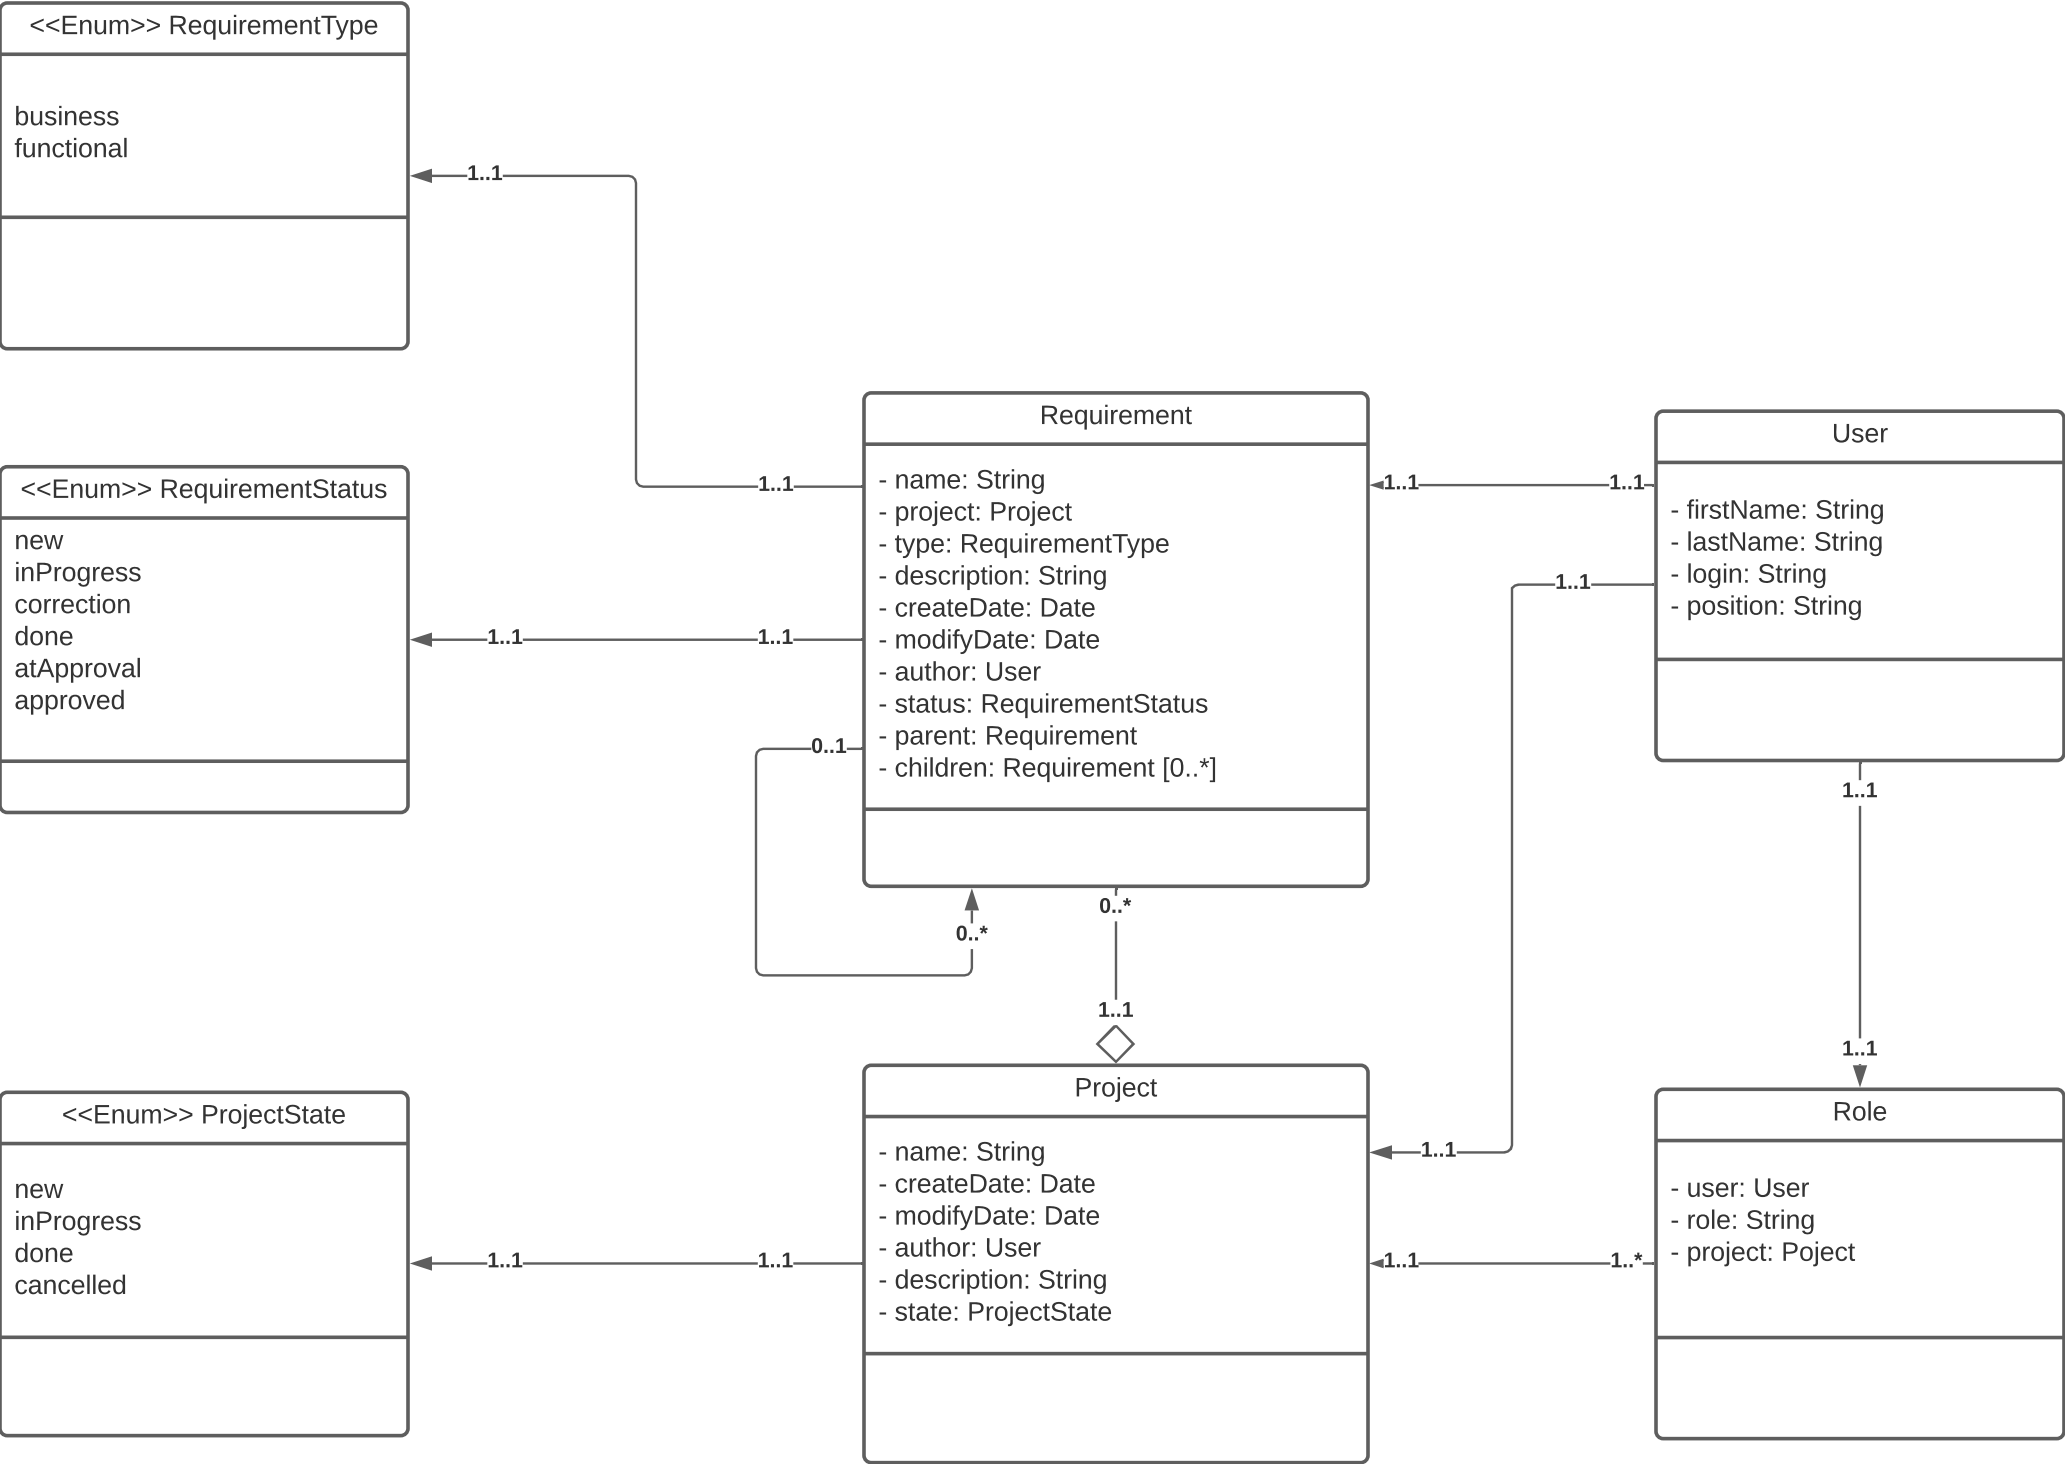 <<Enum>> RequirementType
business
functional
1..1
1..1
<<Enum>> RequirementStatus
new
inProgress
correction
done
atApproval
approved
1..1
1..1
Requirement
- name: String
- project: Project
- type: RequirementType
- description: String
- createDate: Date
- modifyDate: Date
- author: User
- status: RequirementStatus
- parent: Requirement
- children: Requirement [0..*]
0..1
0..*
0..*
1..1
1..1
1..1
User
- firstName: String
- lastName: String
- login: String
- position: String
1..1
1..1
1..1
1..1
<<Enum>> ProjectState
new
inProgress
done
cancelled
1..1
1..1
Project
- name: String
- createDate: Date
- modifyDate: Date
- author: User
- description: String
- state: ProjectState
1..1
1..*
Role
- user: User
- role: String
- project: Poject